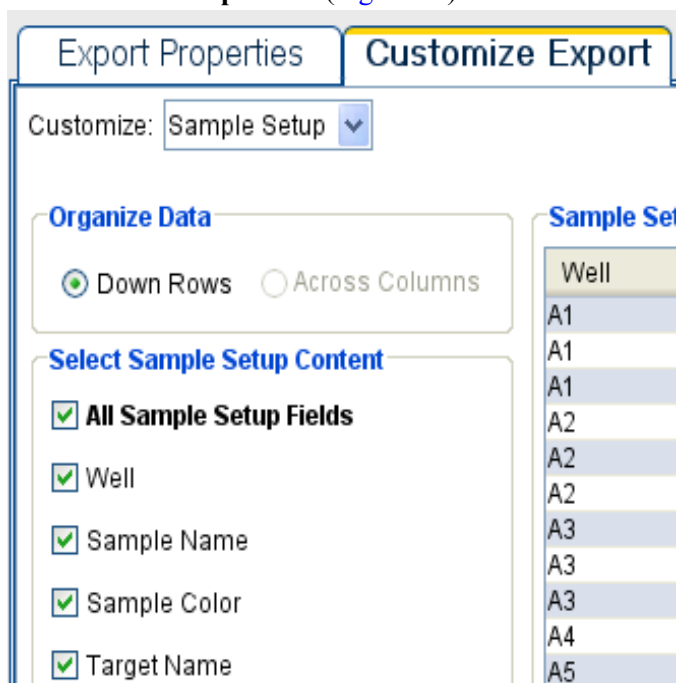 Export Properties
Customize Export
Customize: Sample Setup
Organize Data
Down Rows
Across Columns
Select Sample Setup Content
All Sample Setup Fields
Well
Sample Name
Sample Color
Target Name
Sample Set
Well
A1
A1
A1
A2
A2
A2
A3
A3
A3
A4
A5